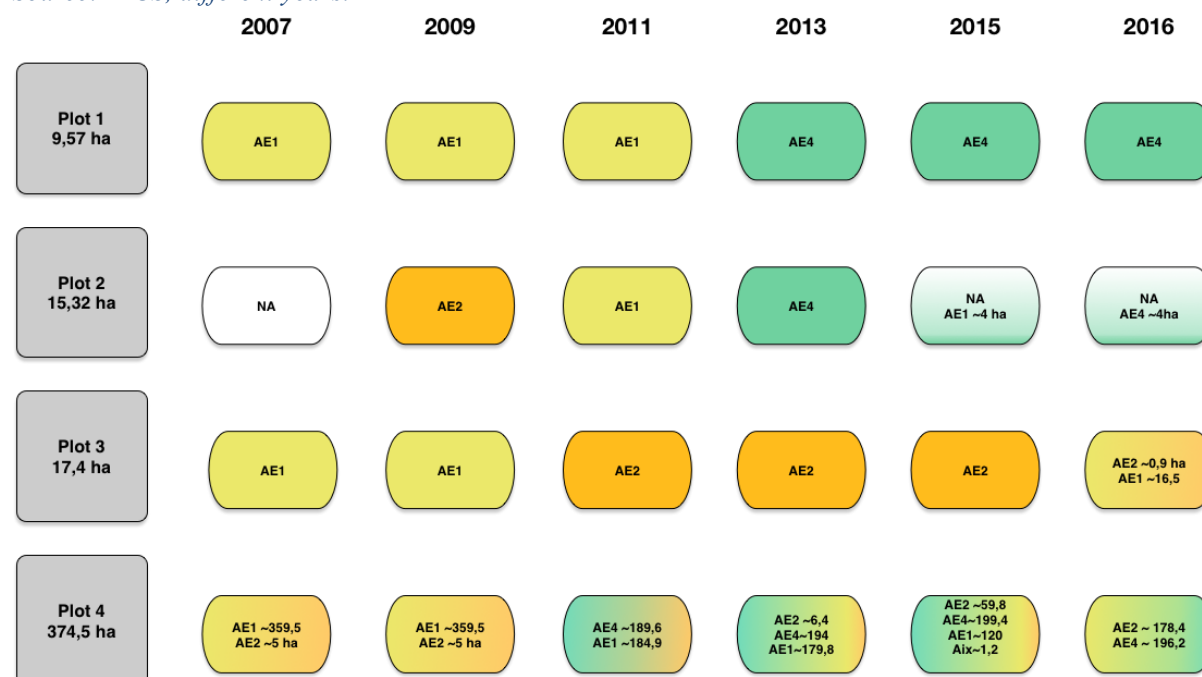 2007 2009 2011 2013 2015 2016
Plot 1
9,57 ha
AE1
AE1
AE1
AE4
AE4
AE4
Plot 2
15,32 ha
NA
AE2
AE1
AE4
NA
AE1 ~4 ha
NA
AE4 ~4ha
Plot 3
17,4 ha
AE1
AE1
AE2
AE2
AE2
AE2 ~0,9 ha
AE1 ~16,5
Plot 4
374,5 ha
AE1 ~359,5
AE2 ~5 ha
AE1 ~359,5
AE2 ~5 ha
AE4 ~189,6
AE1 ~184,9
AE2 ~6,4
AE4~194
AE1~179,8
AE2 ~59,8
AE4~199,4
AE1~120
Aix~1,2
AE2 ~ 178,4
AE4 ~ 196,2